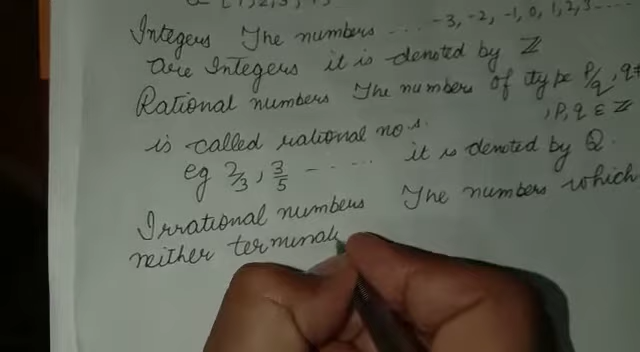 Integers The numbers .... -3, -2, -1, 0, 1, 2, 3 ....
are Integers it is denoted by Z
Rational numbers The numbers of type P/q, q≠
, P, q ε Z
is called rational no.s.
eg 2/3, 3/5 ---- .... it is denoted by Q.
Irrational numbers The numbers which
neither terminat